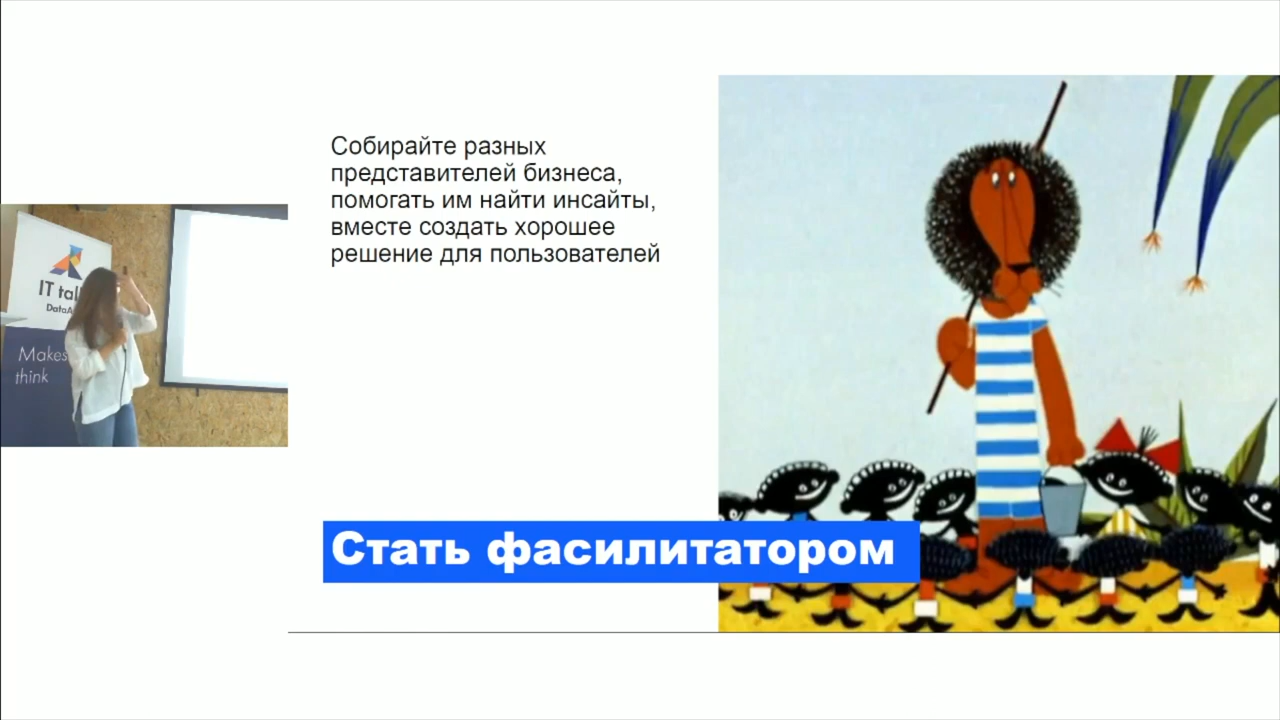 Собирайте разных
представителей бизнеса,
помогать им найти инсайты,
вместе создать хорошее
решение для пользователей
IT
Makes
think
Стать фасилитатором